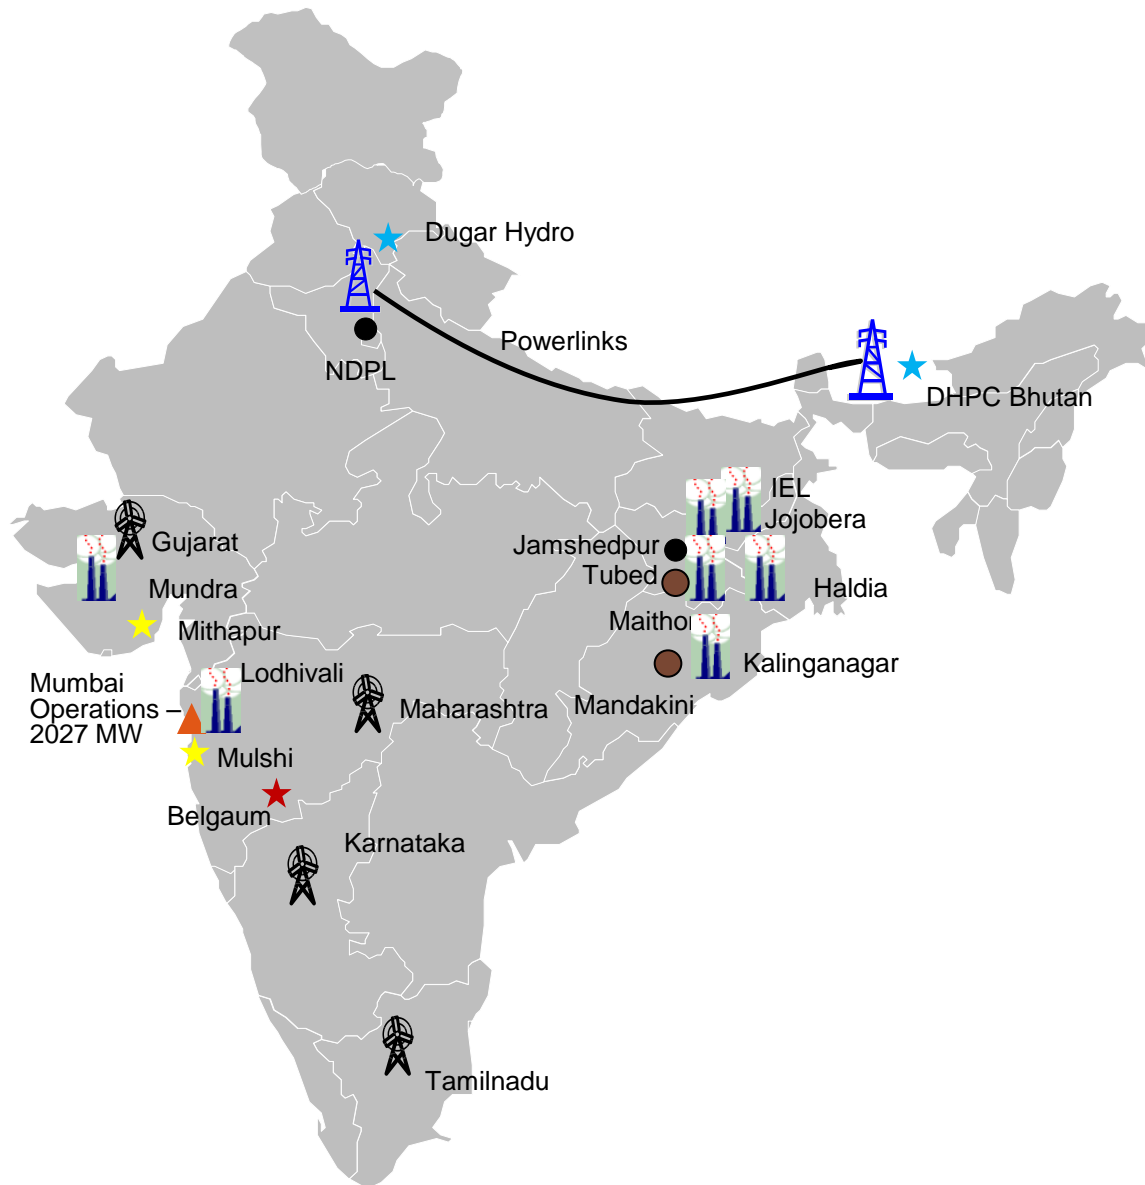 Dugar Hydro
Powerlinks
NDPL
DHPC Bhutan
IEL
Jojobera
Gujarat
Jamshedpur
Tubed
Mundra
Haldia
Mithapur
Maithon
Lodhivali
Kalinganagar
Mumbai
Operations –
2027 MW
Maharashtra
Mandakini
Mulshi
Belgaum
Karnataka
Tamilnadu